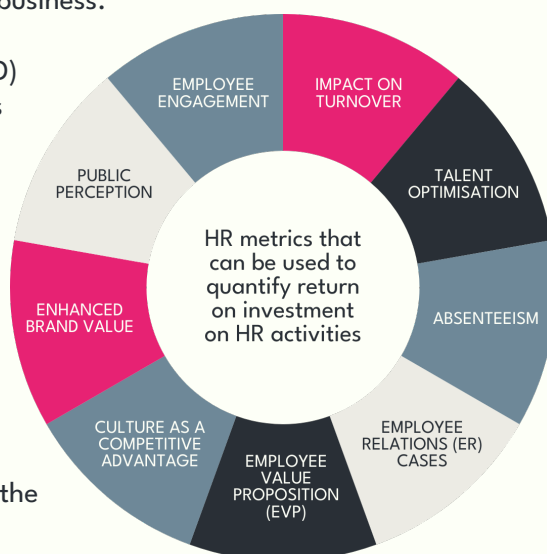 business.
D)
s
the
EMPLOYEE
ENGAGEMENT
IMPACT ON
TURNOVER
TALENT
OPTIMISATION
ABSENTEEISM
EMPLOYEE
RELATIONS (ER)
CASES
EMPLOYEE
VALUE
PROPOSITION
(EVP)
CULTURE AS A
COMPETITIVE
ADVANTAGE
ENHANCED
BRAND VALUE
PUBLIC
PERCEPTION
HR metrics that
can be used to
quantify return
on investment
on HR activities